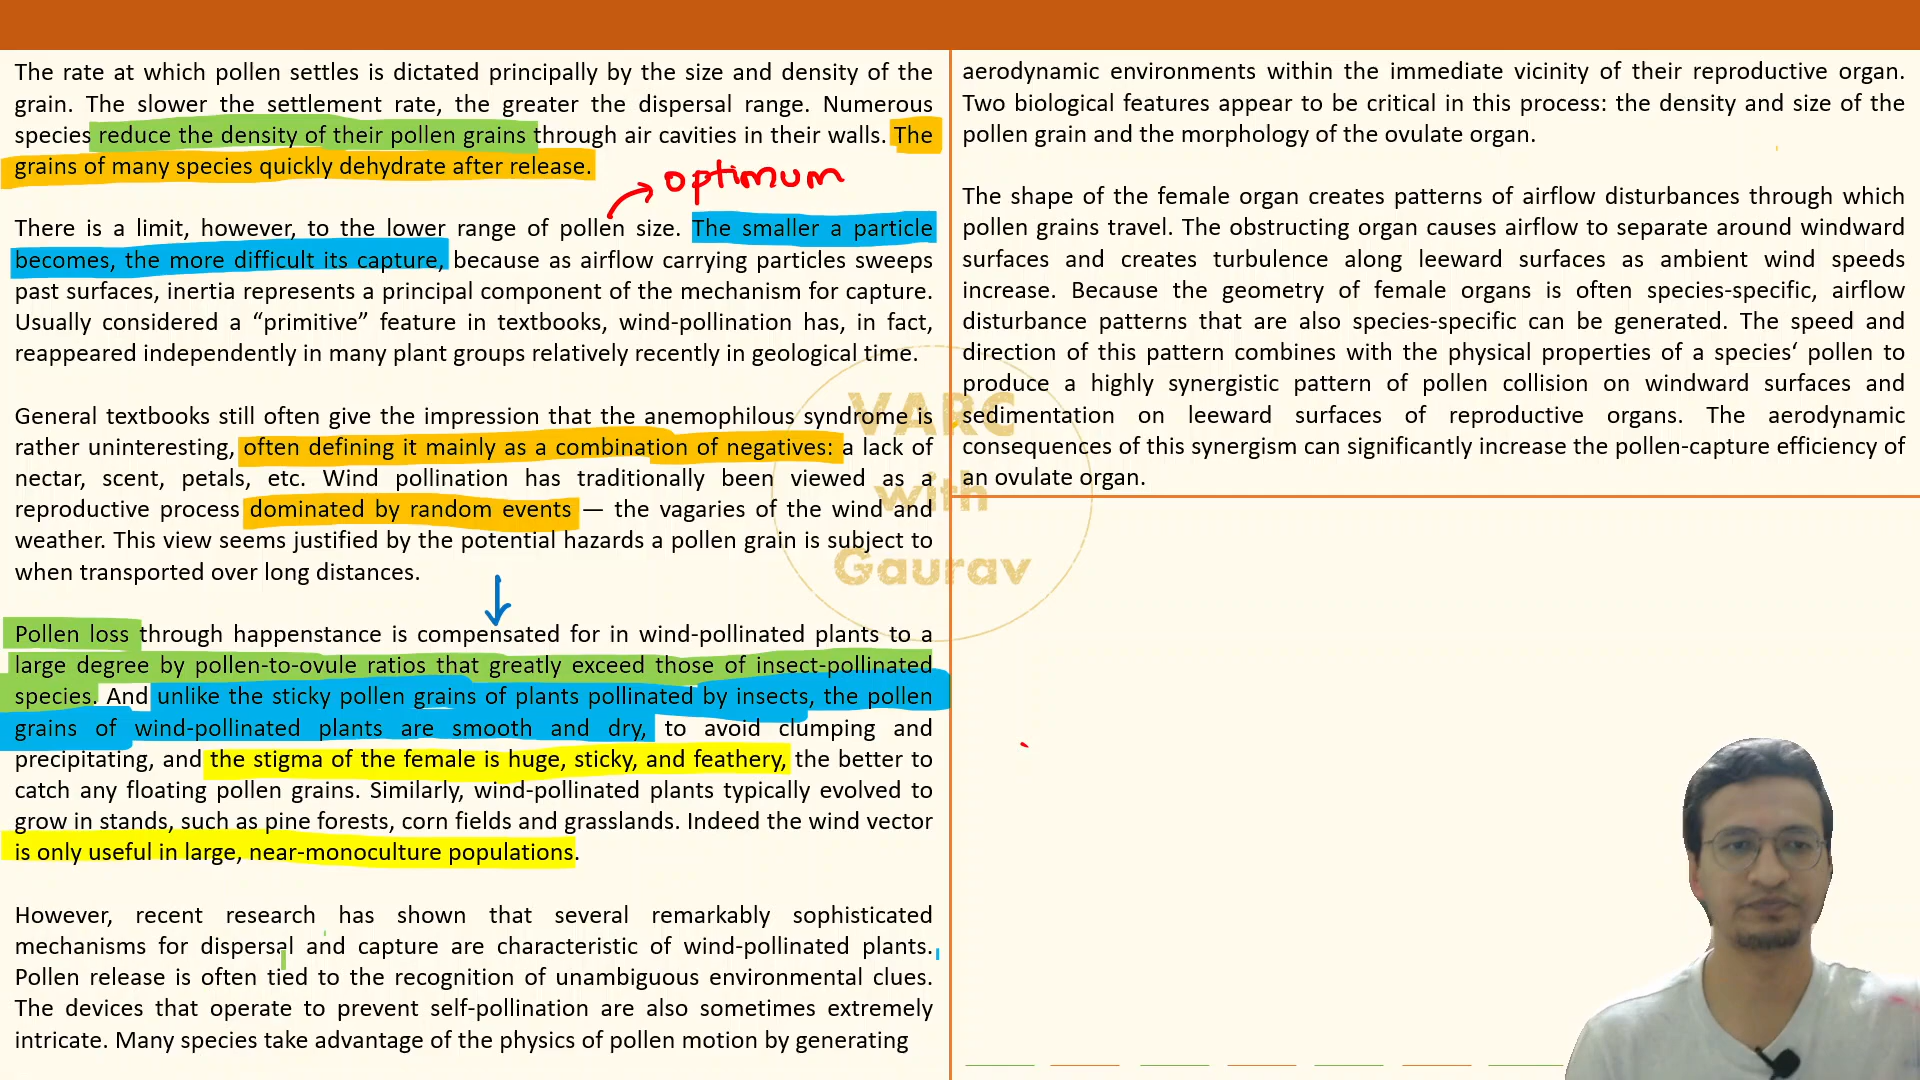 The rate at which pollen settles is dictated principally by the size and density of the
grain. The slower the settlement rate, the greater the dispersal range. Numerous
species reduce the density of their pollen grains through air cavities in their walls. The
grains of many species quickly dehydrate after release.
optimum
There is a limit, however, to the lower range of pollen size. The smaller a particle
becomes, the more difficult its capture, because as airflow carrying particles sweeps
past surfaces, inertia represents a principal component of the mechanism for capture.
Usually considered a “primitive” feature in textbooks, wind-pollination has, in fact,
reappeared independently in many plant groups relatively recently in geological time.
General textbooks still often give the impression that the anemophilous syndrome is
rather uninteresting, often defining it mainly as a combination of negatives: a lack of
nectar, scent, petals, etc. Wind pollination has traditionally been viewed as a
reproductive process dominated by random events — the vagaries of the wind and
weather. This view seems justified by the potential hazards a pollen grain is subject to
when transported over long distances.
Pollen loss through happenstance is compensated for in wind-pollinated plants to a
large degree by pollen-to-ovule ratios that greatly exceed those of insect-pollinated
species. And unlike the sticky pollen grains of plants pollinated by insects, the pollen
grains of wind-pollinated plants are smooth and dry, to avoid clumping and
precipitating, and the stigma of the female is huge, sticky, and feathery, the better to
catch any floating pollen grains. Similarly, wind-pollinated plants typically evolved to
grow in stands, such as pine forests, corn fields and grasslands. Indeed the wind vector
is only useful in large, near-monoculture populations.
However, recent research has shown that several remarkably sophisticated
mechanisms for dispersal and capture are characteristic of wind-pollinated plants.
Pollen release is often tied to the recognition of unambiguous environmental clues.
The devices that operate to prevent self-pollination are also sometimes extremely
intricate. Many species take advantage of the physics of pollen motion by generating
aerodynamic environments within the immediate vicinity of their reproductive organ.
Two biological features appear to be critical in this process: the density and size of the
pollen grain and the morphology of the ovulate organ.
The shape of the female organ creates patterns of airflow disturbances through which
pollen grains travel. The obstructing organ causes airflow to separate around windward
surfaces and creates turbulence along leeward surfaces as ambient wind speeds
increase. Because the geometry of female organs is often species-specific, airflow
disturbance patterns that are also species-specific can be generated. The speed and
direction of this pattern combines with the physical properties of a species‘ pollen to
produce a highly synergistic pattern of pollen collision on windward surfaces and
sedimentation on leeward surfaces of reproductive organs. The aerodynamic
consequences of this synergism can significantly increase the pollen-capture efficiency of
an ovulate organ.
VARC
with
Gaurav